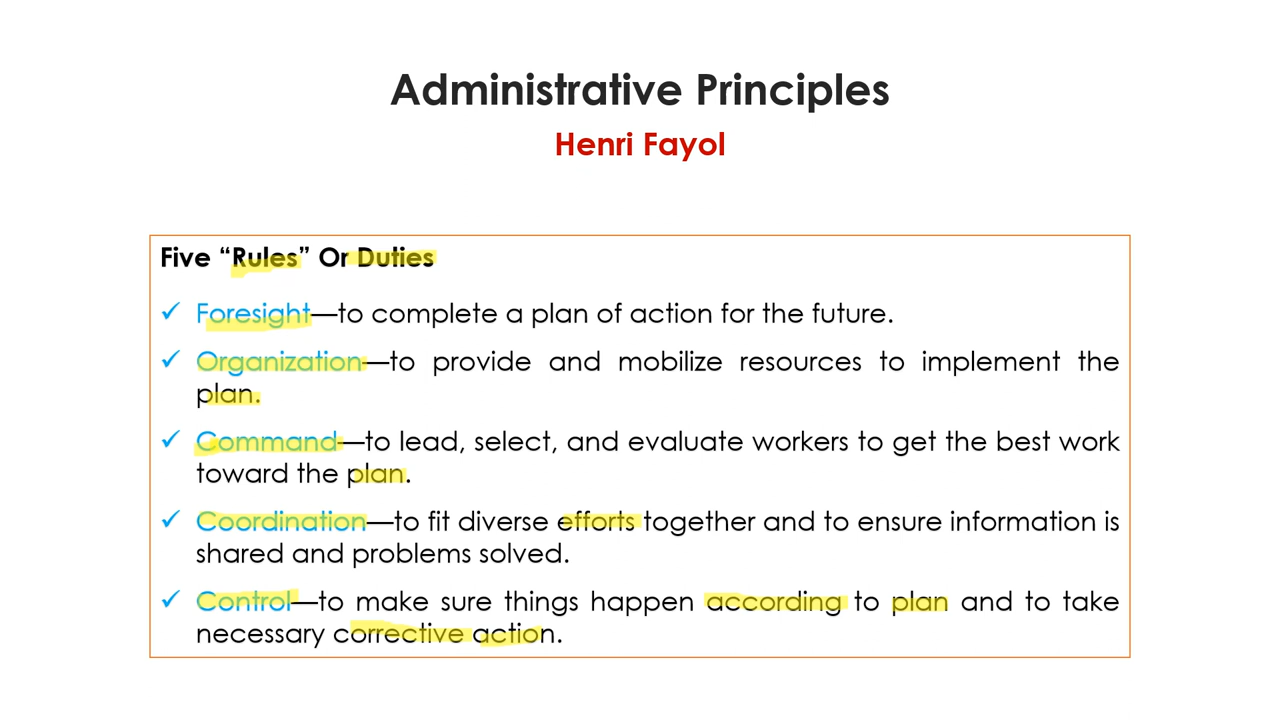 Administrative Principles
Henri Fayol
Five “Rules” Or Duties
✓ Foresight—to complete a plan of action for the future.
✓ Organization—to provide and mobilize resources to implement the
plan.
✓ Command—to lead, select, and evaluate workers to get the best work
toward the plan.
✓ Coordination—to fit diverse efforts together and to ensure information is
shared and problems solved.
✓ Control—to make sure things happen according to plan and to take
necessary corrective action.